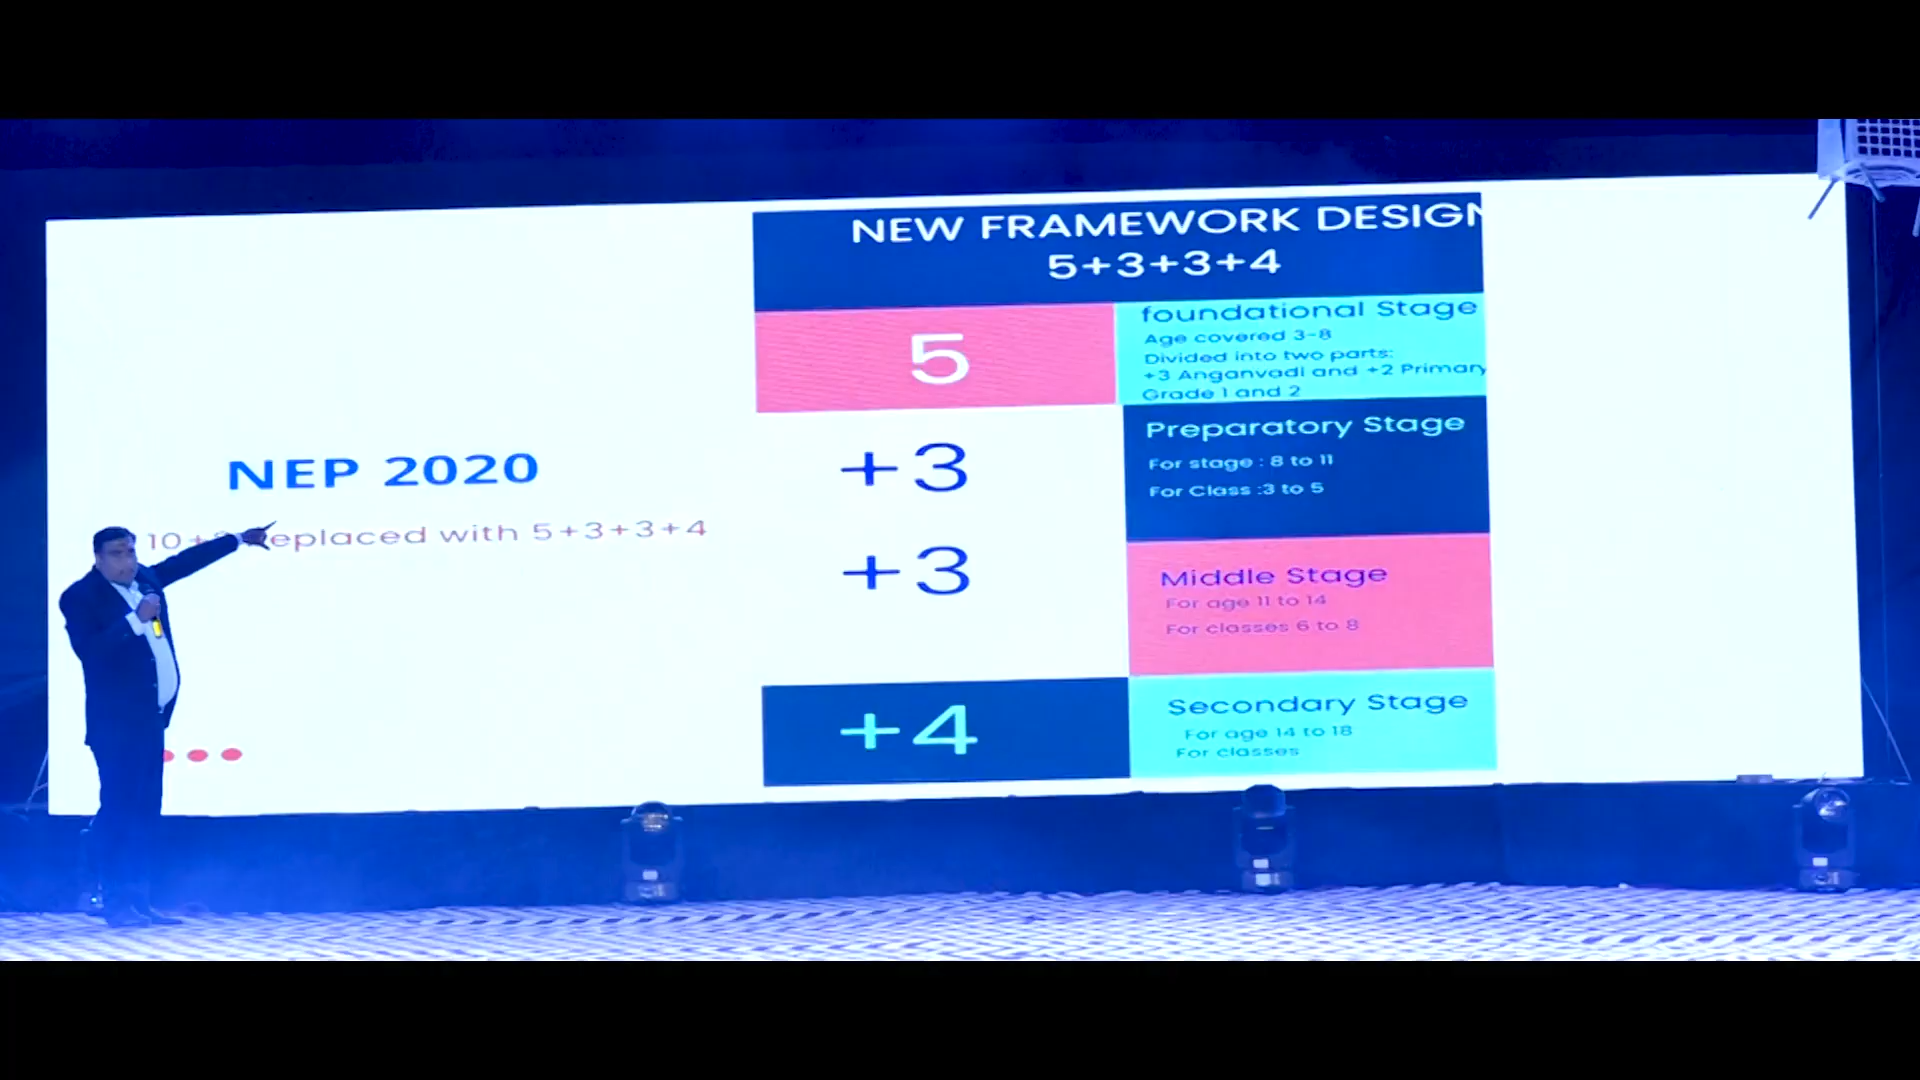 NEP 2020
10+ Replaced with 5+3+3+4
NEW FRAMEWORK DESIGN
5+3+3+4
5
foundational Stage
Age covered 3-8
Divided into two parts:
+3 Anganvadi and +2 Primary
Grade 1 and 2
+3
Preparatory Stage
For stage : 8 to 11
For Class :3 to 5
+3
Middle Stage
For age 11 to 14
For classes 6 to 8
+4
Secondary Stage
For age 14 to 18
For classes